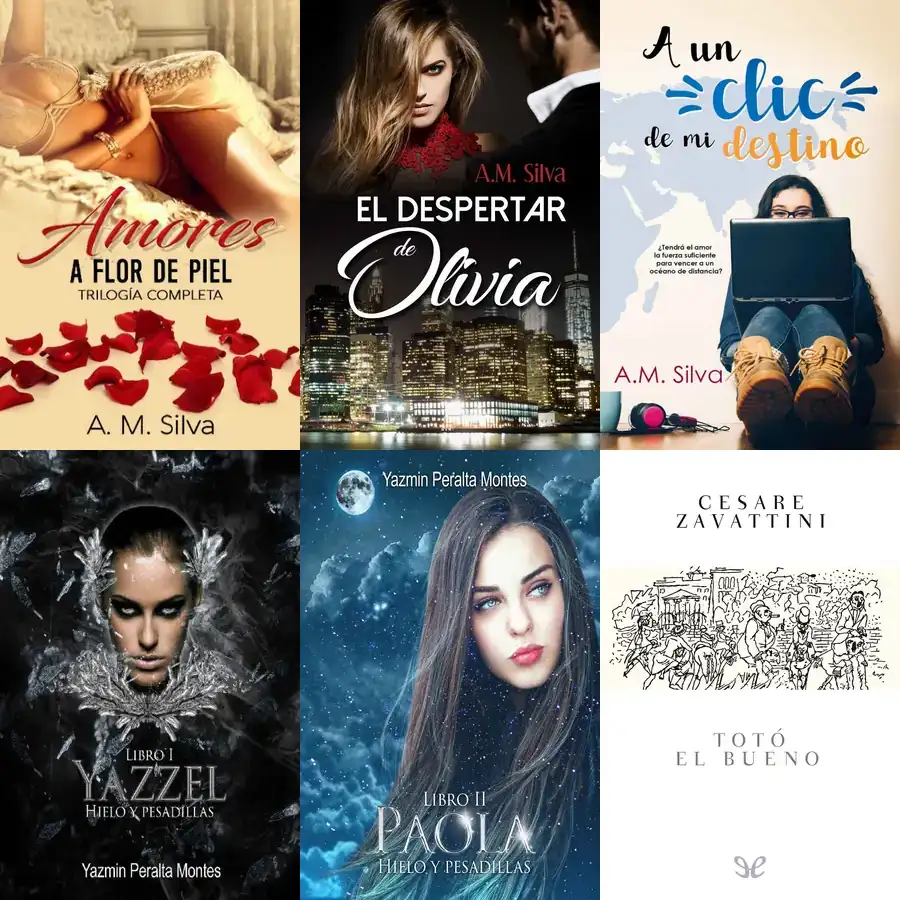 Amores
A FLOR DE PIEL
TRILOGÍA COMPLETA
A. M. Silva
A.M. Silva
EL DESPERTAR
de
Olivia
A un
clic
de mi destino
¿Tendrá el amor
la fuerza suficiente
para vencer a un
océano de distancia?
A.M. Silva
LIBRO I
YAZZEL
HIELO Y PESADILLAS
Yazmin Peralta Montes
Yazmin Peralta Montes
LIBRO II
PAOLA
HIELO Y PESADILLAS
CESARE
ZAVATTINI
TOTÓ
EL BUENO